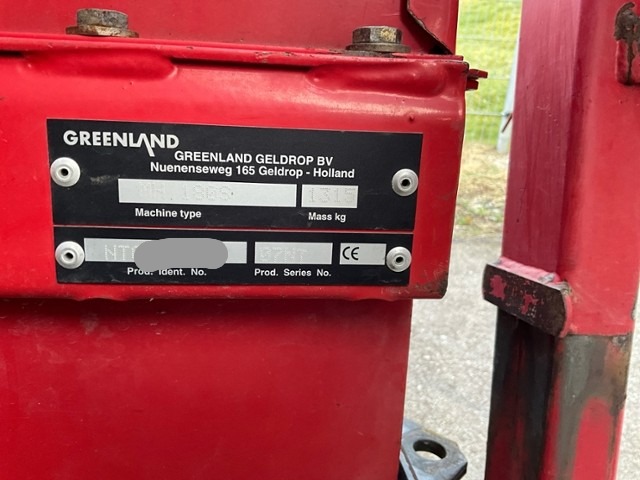 GREENLAND
GREENLAND GELDROP BV
Nuenenseweg 165 Geldrop - Holland
1315
Machine type
Mass kg
CE
Prod. Ident. No.
Prod. Series No.